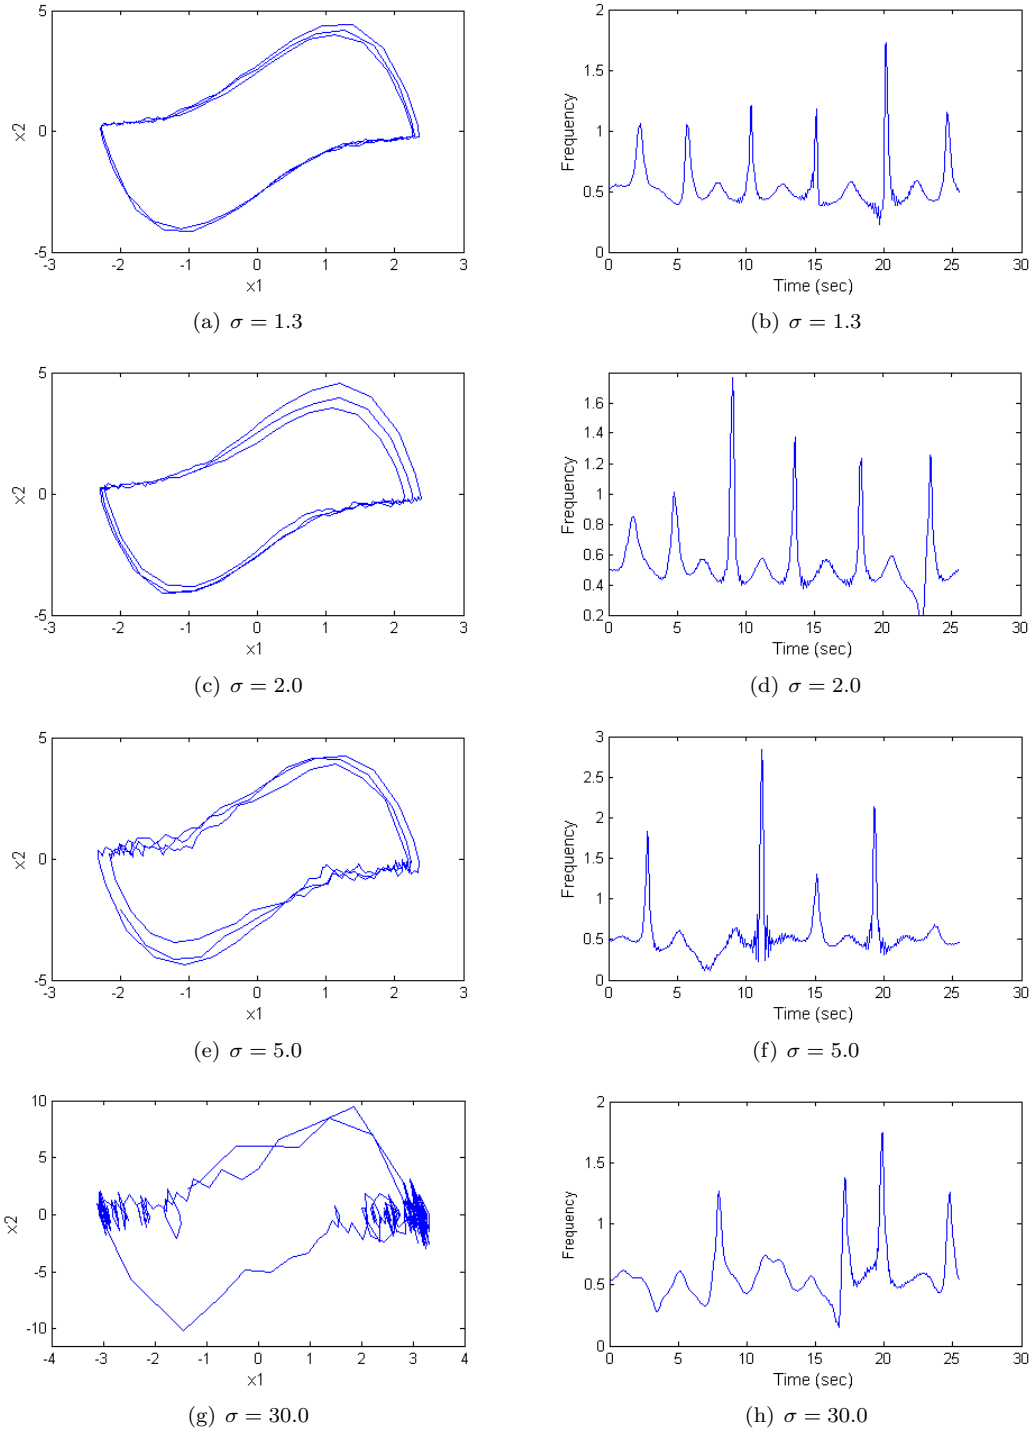 5
0
-5
x2
-3 -2 -1 0 1 2 3
x1
(a) σ = 1.3
2
1.5
1
0.5
0
Frequency
0 5 10 15 20 25 30
Time (sec)
(b) σ = 1.3
5
0
-5
x2
-3 -2 -1 0 1 2 3
x1
(c) σ = 2.0
1.6
1.4
1.2
1
0.8
0.6
0.4
0.2
Frequency
0 5 10 15 20 25 30
Time (sec)
(d) σ = 2.0
5
0
-5
x2
-3 -2 -1 0 1 2 3
x1
(e) σ = 5.0
3
2.5
2
1.5
1
0.5
0
Frequency
0 5 10 15 20 25 30
Time (sec)
(f) σ = 5.0
10
5
0
-5
-10
x2
-4 -3 -2 -1 0 1 2 3 4
x1
(g) σ = 30.0
2
1.5
1
0.5
0
Frequency
0 5 10 15 20 25 30
Time (sec)
(h) σ = 30.0